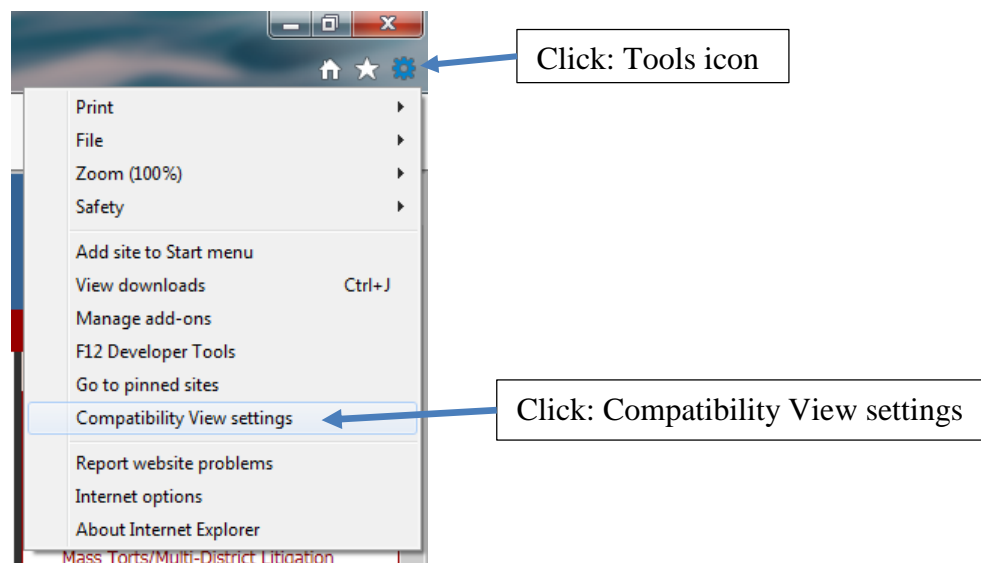 Click: Tools icon
Print
File
Zoom (100%)
Safety
Add site to Start menu
View downloads Ctrl+J
Manage add-ons
F12 Developer Tools
Go to pinned sites
Compatibility View settings
Click: Compatibility View settings
Report website problems
Internet options
About Internet Explorer
Mass Torts/Multi-District Litigation